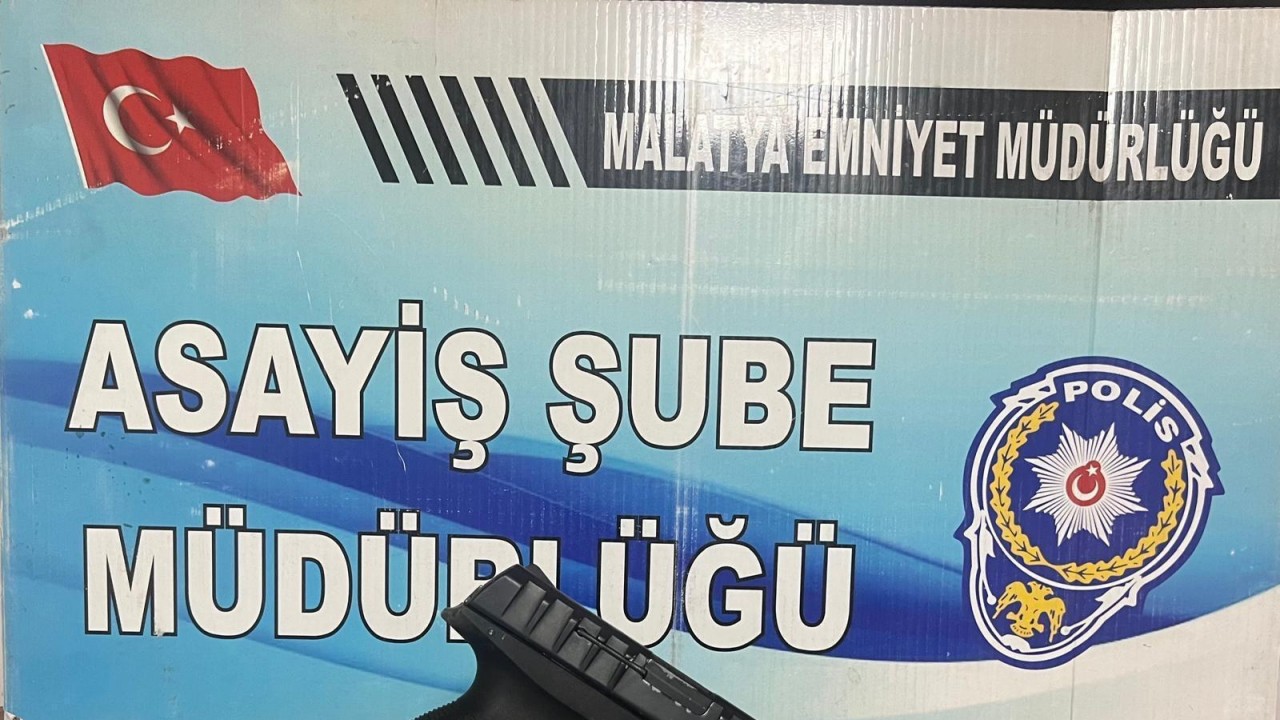 MALATYA EMNİYET MÜDÜRLÜĞÜ
ASAYİŞ ŞUBE
MÜDÜRLÜĞÜ
POLİS